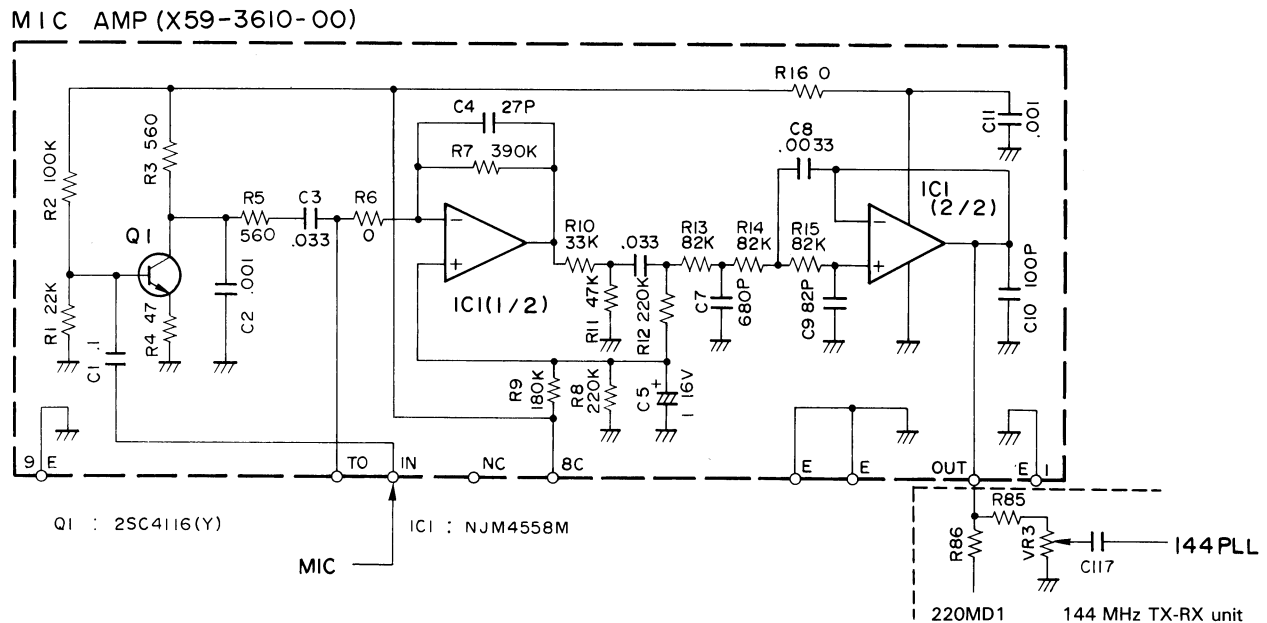 MIC AMP (X59-3610-00)
R16 0
C11 .001
C4 27P
R7 390K
C8 .0033
R3 560
R2 100K
IC1 (2/2)
R5 560
C3 .033
R6 0
Q1
R10 33K
.033
R13 82K
R14 82K
R15 82K
−
+
−
+
IC1(1/2)
C2 .001
R1 22K
R4 47
C1 .1
R11 47K
R12 220K
C7 680P
C9 82P
C10 100P
R9 180K
R8 220K
C5 + 1 16V
9 E
TO
IN
NC
8C
E
E
OUT
E 1
Q1 : 2SC4116(Y)
IC1 : NJM4558M
MIC
R85
R86
VR3
C117
144PLL
220MD1
144 MHz TX-RX unit